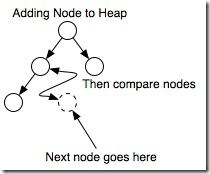 Adding Node to Heap
Then compare nodes
Next node goes here